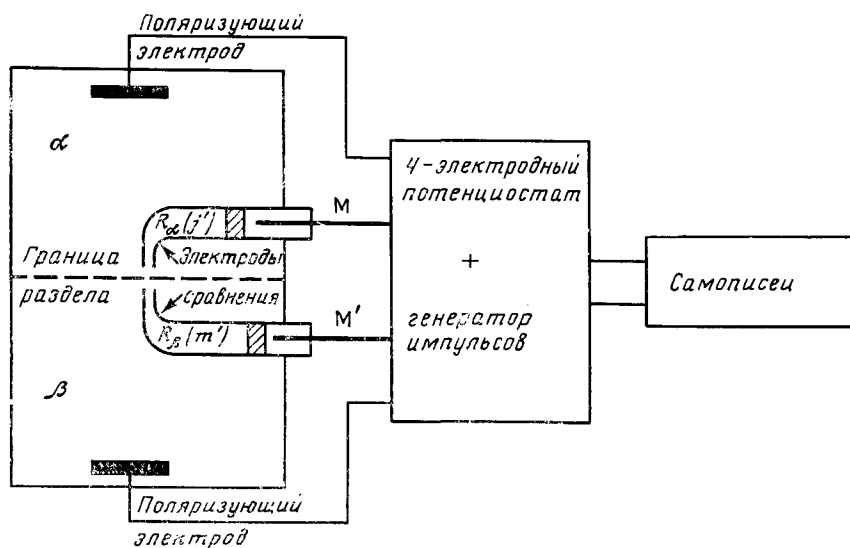 Поляризующий
электрод
α
4-электродный
потенциостат
Rα(j')
M
Граница
Электроды
+
Самописец
раздела
сравнения
M'
генератор
импульсов
Rβ(m')
β
Поляризующий
электрод